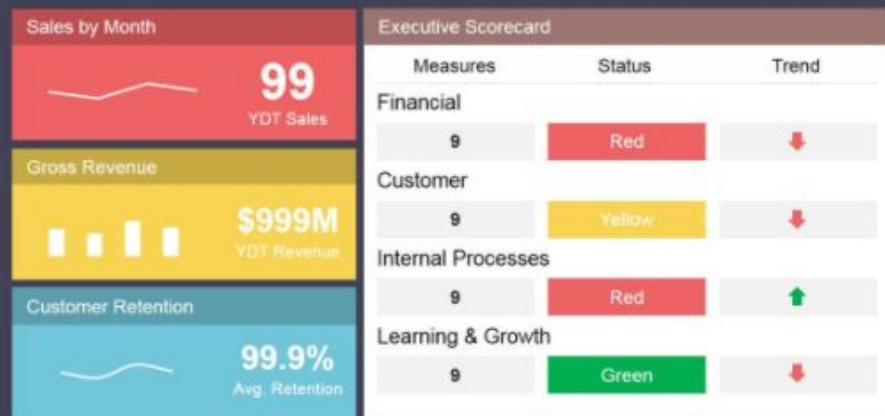 Sales by Month
99
YDT Sales
Gross Revenue
$999M
YDT Revenue
Customer Retention
99.9%
Avg. Retention
Executive Scorecard
Measures Status Trend
Financial
9 Red
Customer
9 Yellow
Internal Processes
9 Red
Learning & Growth
9 Green